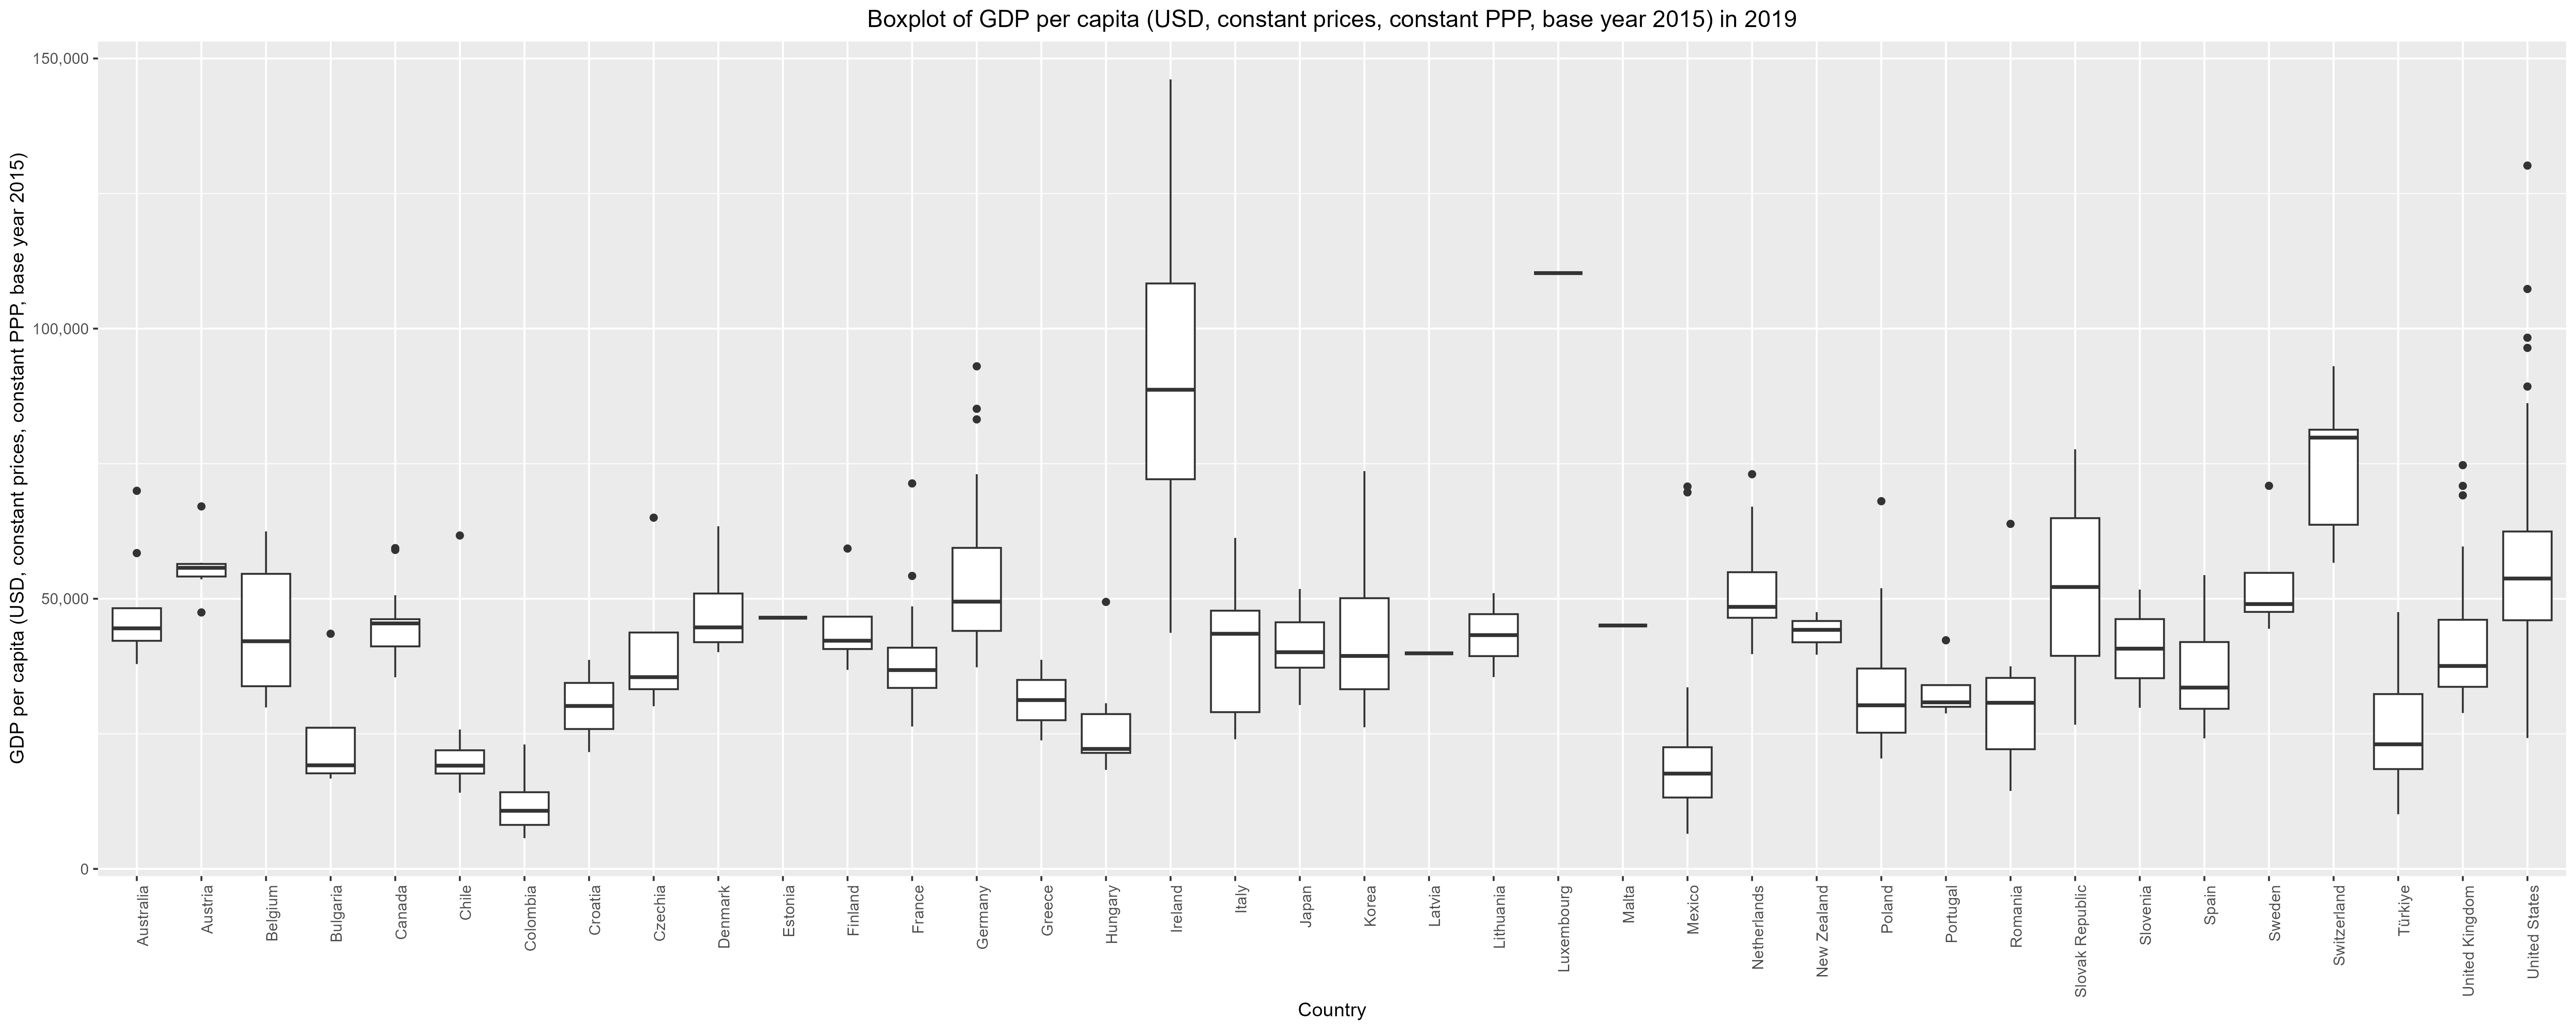 Boxplot of GDP per capita (USD, constant prices, constant PPP, base year 2015) in 2019
GDP per capita (USD, constant prices, constant PPP, base year 2015)
150,000
100,000
50,000
0
Australia
Austria
Belgium
Bulgaria
Canada
Chile
Colombia
Croatia
Czechia
Denmark
Estonia
Finland
France
Germany
Greece
Hungary
Ireland
Italy
Japan
Korea
Latvia
Lithuania
Luxembourg
Malta
Mexico
Netherlands
New Zealand
Poland
Portugal
Romania
Slovak Republic
Slovenia
Spain
Sweden
Switzerland
Türkiye
United Kingdom
United States
Country